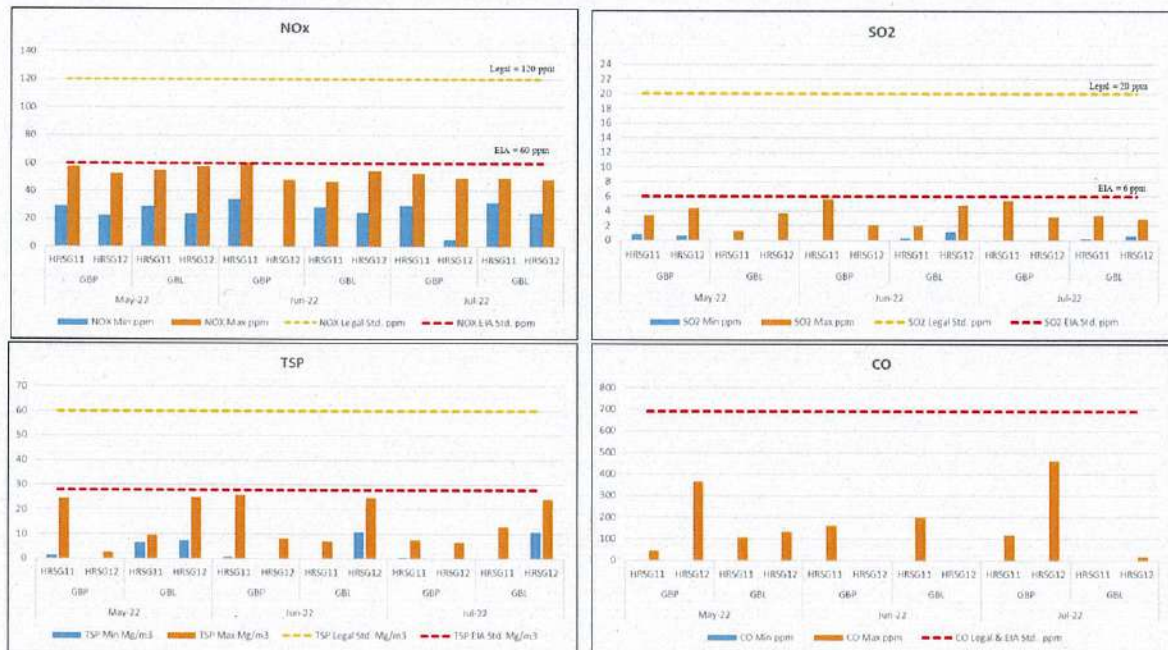 NOx
140
120
100
80
60
40
20
0
Legal = 120 ppm
EIA = 60 ppm
HRSG11 HRSG12 HRSG11 HRSG12 HRSG11 HRSG12 HRSG11 HRSG12 HRSG11 HRSG12 HRSG11 HRSG12
GBP GBL GBP GBL GBP GBL
May-22 Jun-22 Jul-22
NOX Min ppm NOX Max ppm NOX Legal Std. ppm NOX EIA Std. ppm
SO2
24
22
20
18
16
14
12
10
8
6
4
2
0
Legal = 20 ppm
EIA = 6 ppm
HRSG11 HRSG12 HRSG11 HRSG12 HRSG11 HRSG12 HRSG11 HRSG12 HRSG11 HRSG12 HRSG11 HRSG12
GBP GBL GBP GBL GBP GBL
May-22 Jun-22 Jul-22
SO2 Min ppm SO2 Max ppm SO2 Legal Std. ppm SO2 EIA Std. ppm
TSP
70
60
50
40
30
20
10
0
HRSG11 HRSG12 HRSG11 HRSG12 HRSG11 HRSG12 HRSG11 HRSG12 HRSG11 HRSG12 HRSG11 HRSG12
GBP GBL GBP GBL GBP GBL
May-22 Jun-22 Jul-22
TSP Min Mg/m3 TSP Max Mg/m3 TSP Legal Std. Mg/m3 TSP EIA Std. Mg/m3
CO
800
700
600
500
400
300
200
100
0
HRSG11 HRSG12 HRSG11 HRSG12 HRSG11 HRSG12 HRSG11 HRSG12 HRSG11 HRSG12 HRSG11 HRSG12
GBP GBL GBP GBL GBP GBL
May-22 Jun-22 Jul-22
CO Min ppm CO Max ppm CO Legal & EIA Std. ppm